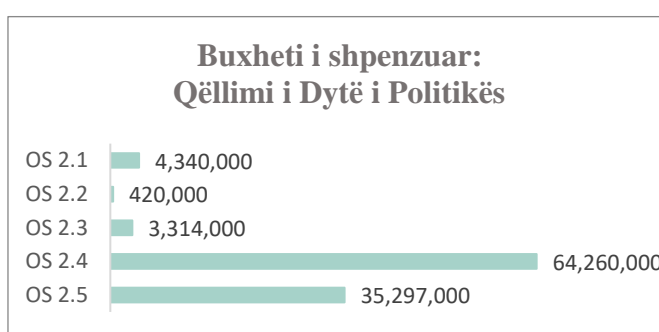 Buxheti i shpenzuar:
Qëllimi i Dytë i Politikës
OS 2.1 4,340,000
OS 2.2 420,000
OS 2.3 3,314,000
OS 2.4 64,260,000
OS 2.5 35,297,000